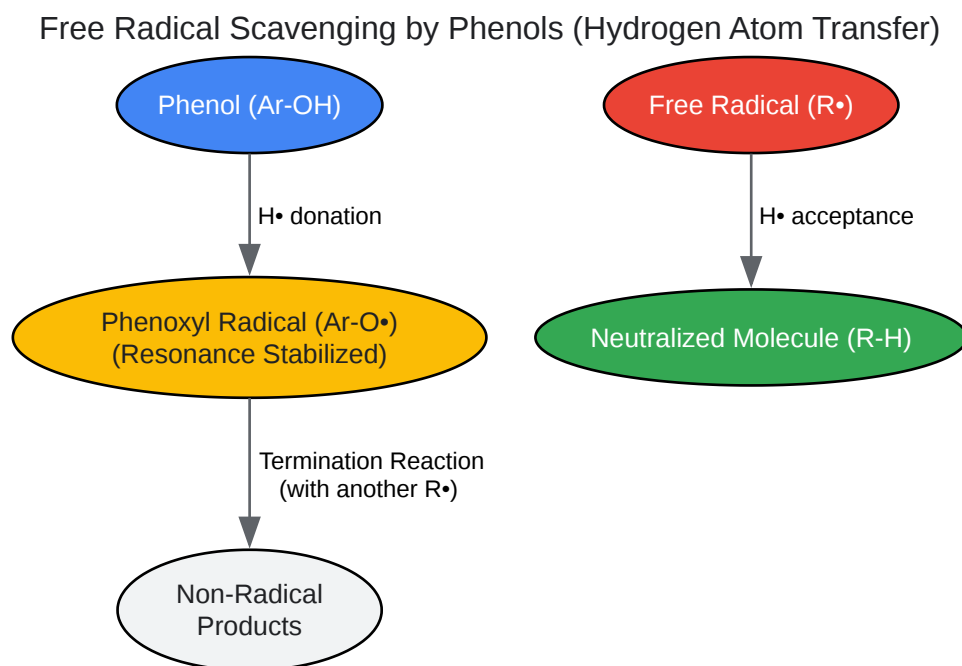 Free Radical Scavenging by Phenols (Hydrogen Atom Transfer)
Phenol (Ar-OH)
Free Radical (R•)
H• donation
H• acceptance
Phenoxyl Radical (Ar-O•)
(Resonance Stabilized)
Neutralized Molecule (R-H)
Termination Reaction
(with another R•)
Non-Radical
Products